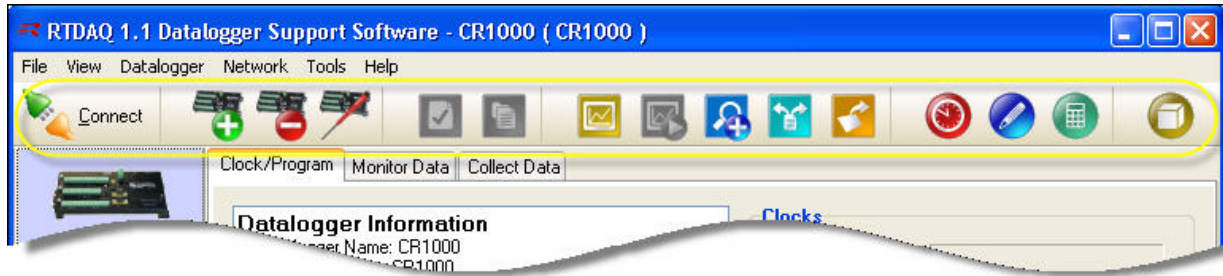 RTDAQ 1.1 Datalogger Support Software - CR1000 ( CR1000 )
File View Datalogger Network Tools Help
Connect
Clock/Program Monitor Data Collect Data
Datalogger Information
Clocks
Name: CR1000
CR1000